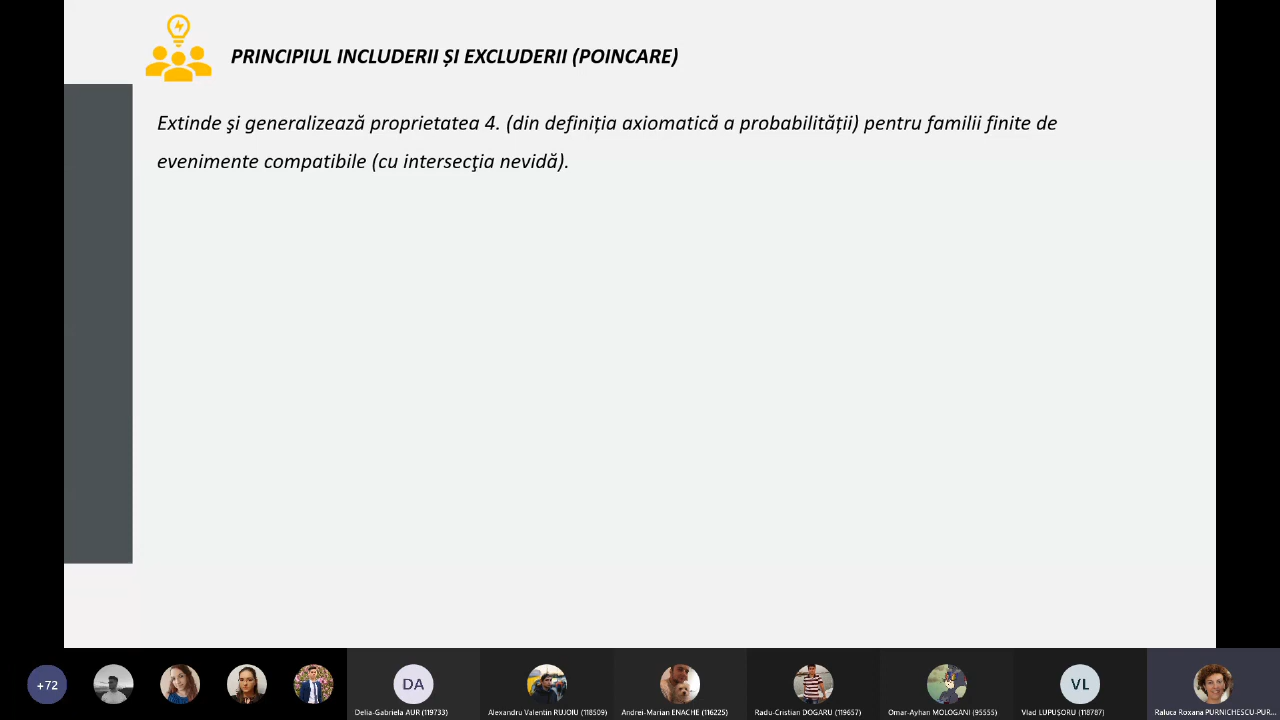 PRINCIPIUL INCLUDERII ȘI EXCLUDERII (POINCARE)
Extinde şi generalizează proprietatea 4. (din definiția axiomatică a probabilității) pentru familii finite de
evenimente compatibile (cu intersecţia nevidă).
+72
DA
VL
Delia-Gabriela AUR (119733)
Alexandru Valentin RUJOIU (118509)
Andrei-Marian ENACHE (116225)
Radu-Cristian DOGARU (119657)
Omar-Ayhan MOLOGANI (95555)
Vlad LUPUȘORU (118787)
Raluca Roxana PURNICHESCU-PUR...